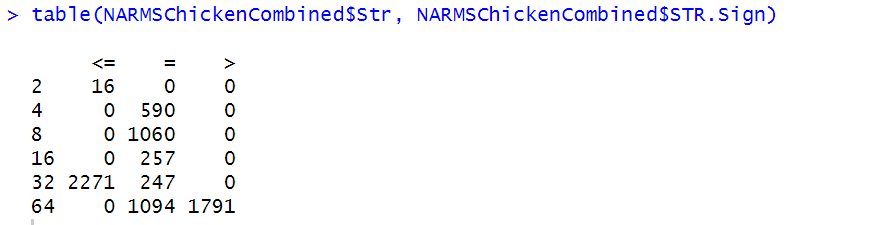 > table(NARMSChickenCombined$Str, NARMSChickenCombined$STR.Sign)
<= = >
2 16 0 0
4 0 590 0
8 0 1060 0
16 0 257 0
32 2271 247 0
64 0 1094 1791